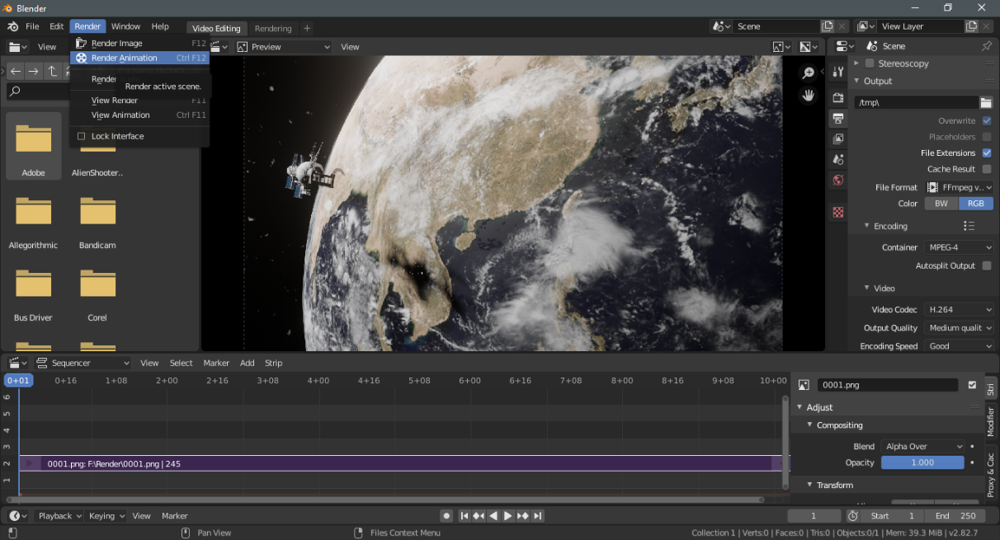 Blender
File Edit Render Window Help Video Editing Rendering + Scene View Layer
View Preview View Scene
Render Image F12
Render Animation Ctrl F12
Render
Render active scene.
View Render F11
View Animation Ctrl F11
Lock Interface
Adobe AlienShooter..
Allegorithmic Bandicam
Bus Driver Corel
Stereoscopy
Output
/tmp\
Overwrite
Placeholders
File Extensions
Cache Result
File Format FFmpeg v..
Color BW RGB
Encoding
Container MPEG-4
Autosplit Output
Video
Video Codec H.264
Output Quality Medium qualit
Encoding Speed Good
Sequencer View Select Marker Add Strip
0+01 0+16 1+08 2+00 2+16 3+08 4+00 4+16 5+08 6+00 6+16 7+08 8+00 8+16 9+08 10+00
6
5
4
3
2
1
0001.png: F:\Render\0001.png | 245
0001.png
Adjust
Compositing
Blend Alpha Over
Opacity 1.000
Transform
Stri
Modifier
Proxy & Cac
Playback Keying View Marker 1 Start 1 End 250
Pan View Files Context Menu Collection 1 | Verts:0 | Faces:0 | Tris:0 | Objects:0/1 | Mem: 39.3 MiB | v2.82.7